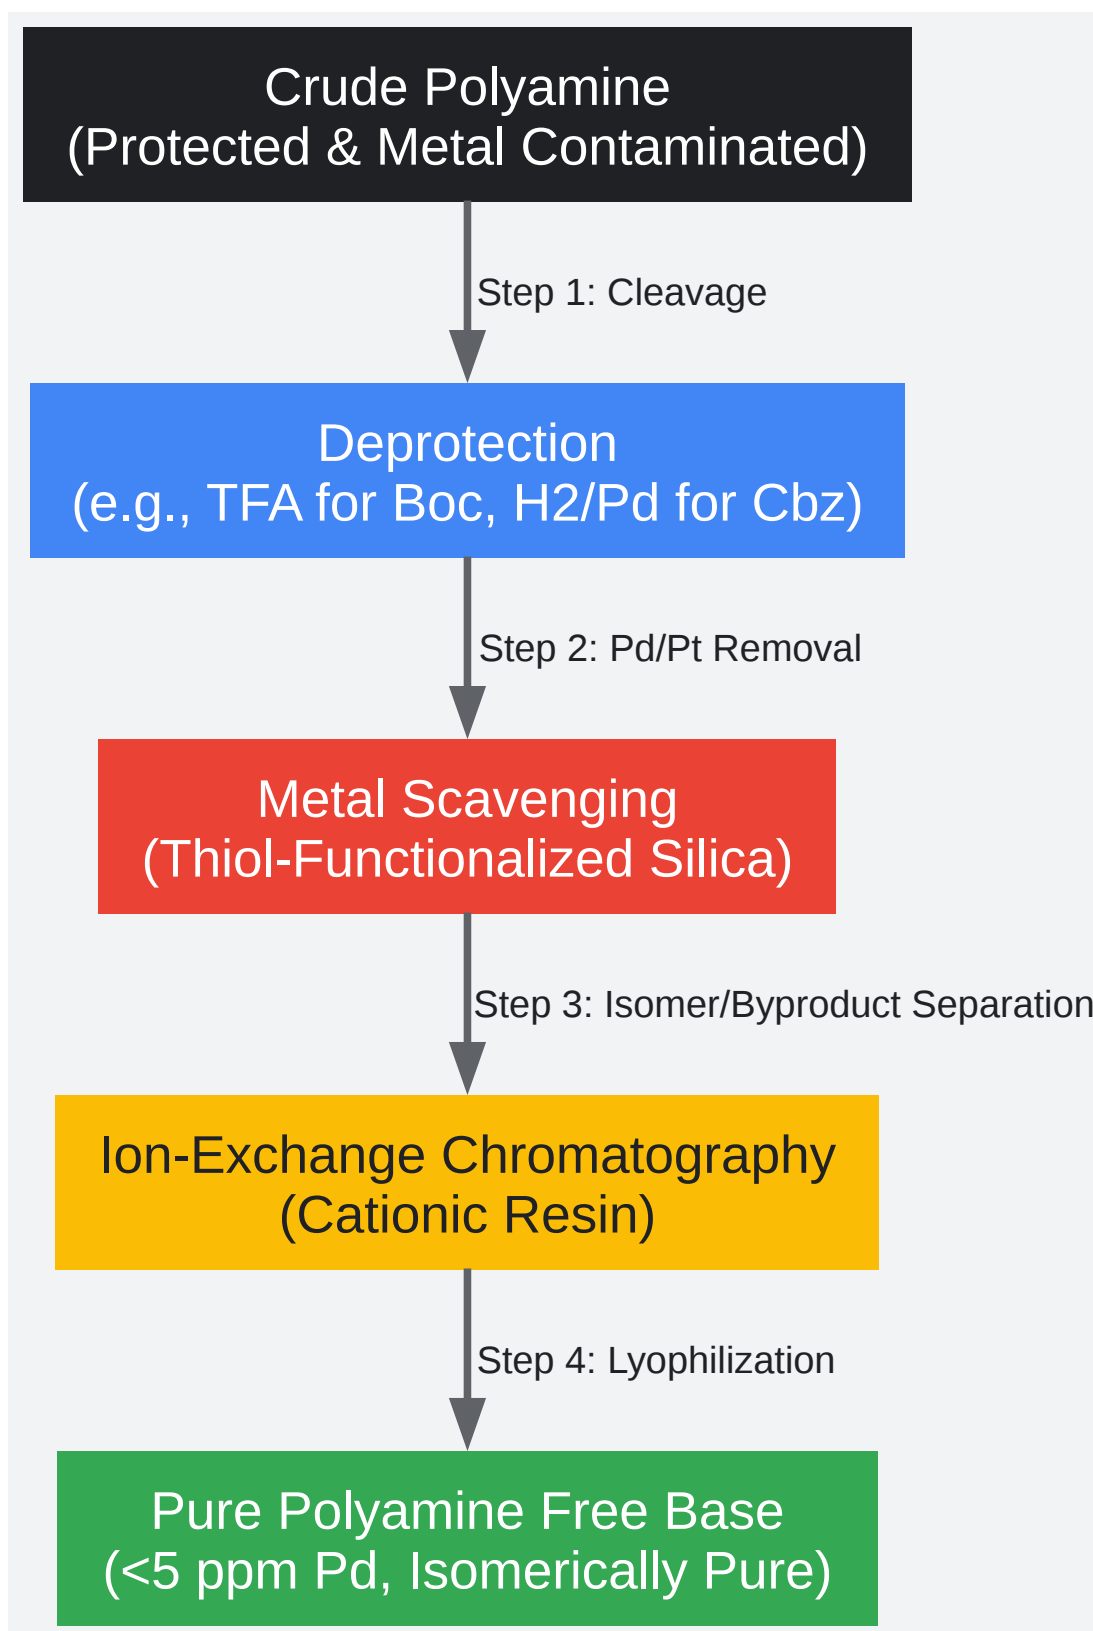 Crude Polyamine
(Protected & Metal Contaminated)
Step 1: Cleavage
Deprotection
(e.g., TFA for Boc, H2/Pd for Cbz)
Step 2: Pd/Pt Removal
Metal Scavenging
(Thiol-Functionalized Silica)
Step 3: Isomer/Byproduct Separation
Ion-Exchange Chromatography
(Cationic Resin)
Step 4: Lyophilization
Pure Polyamine Free Base
(<5 ppm Pd, Isomerically Pure)